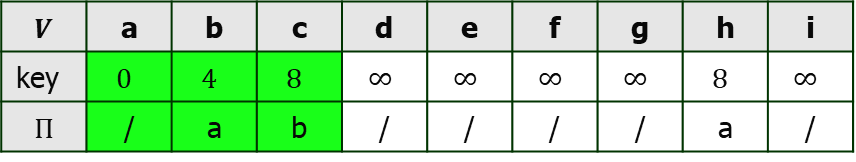 V a b c d e f g h i
key 0 4 8 ∞ ∞ ∞ ∞ 8 ∞
Π / a b / / / / a /